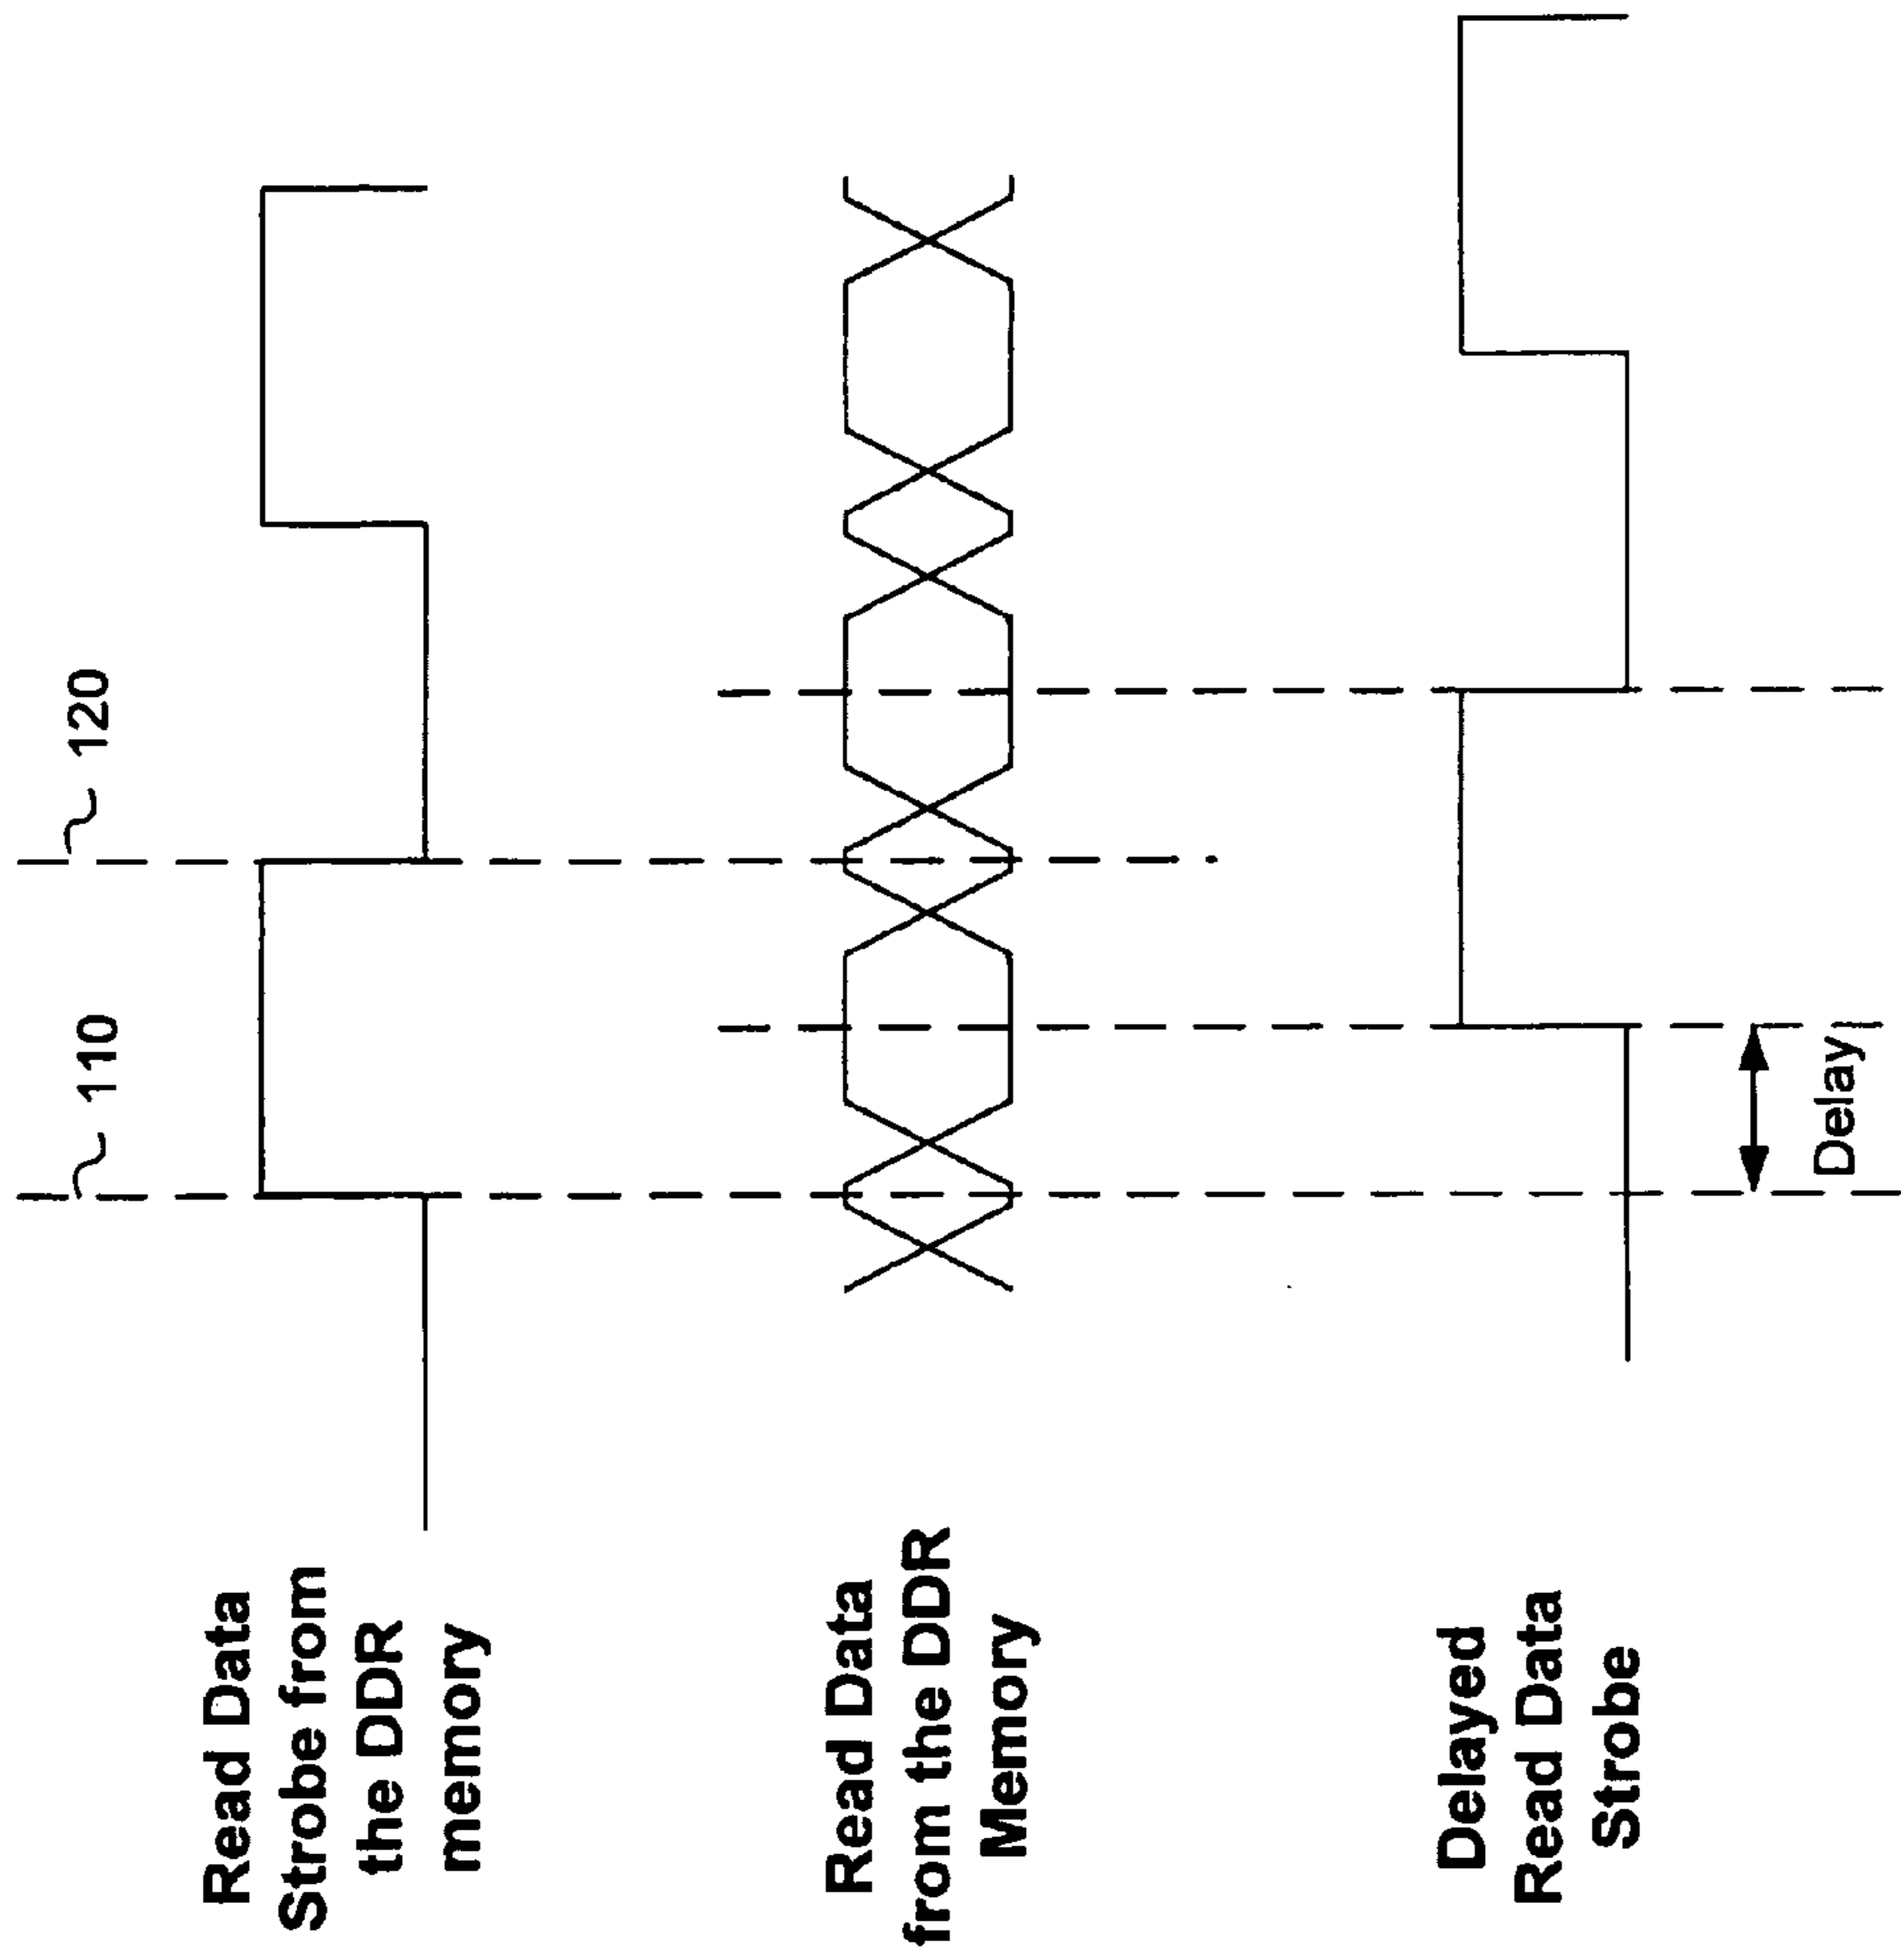 110
120
Read Data
Strobe from
the DDR
memory
Read Data
from the DDR
Memory
Delayed
Read Data
Strobe
Delay